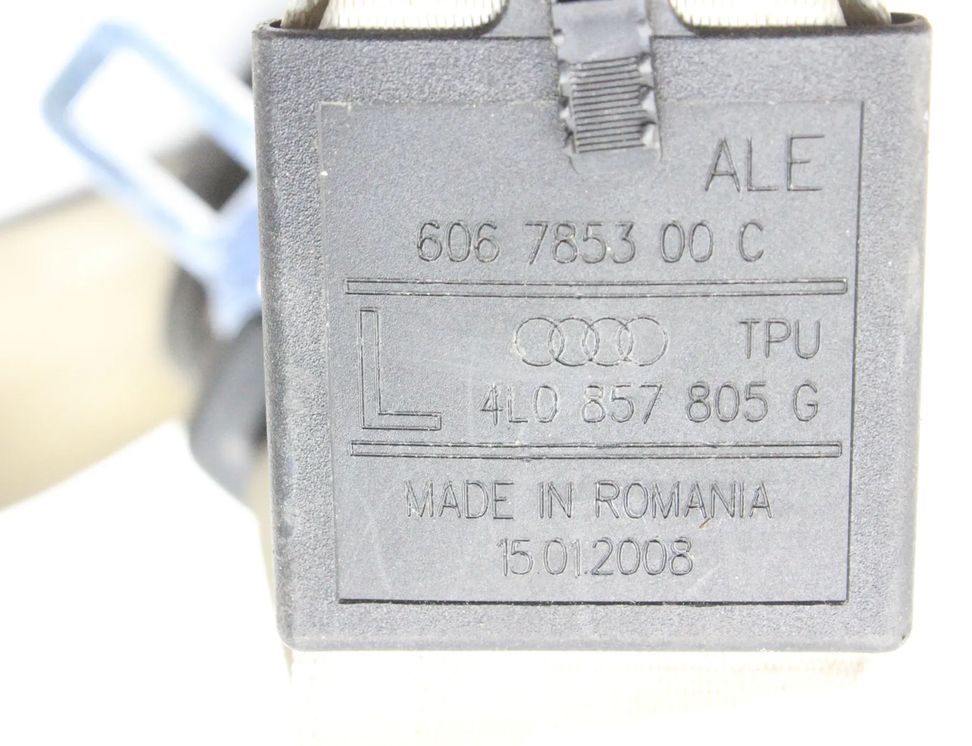 ALE
606 7853 00 C
L TPU
4L0 857 805 G
MADE IN ROMANIA
15.01.2008